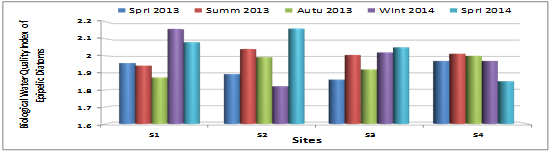 Spri 2013 Summ 2013 Autu 2013 Wint 2014 Spri 2014
Biological Water Quality Index of
Epipelic Diatoms
2.2
2.1
2
1.9
1.8
1.7
1.6
S1 S2 S3 S4
Sites